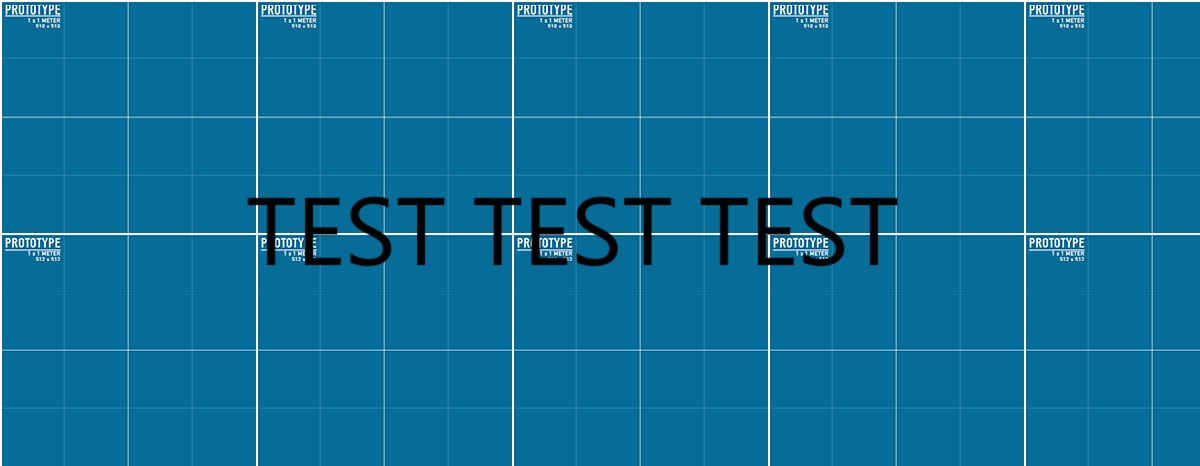 PROTOTYPE PROTOTYPE PROTOTYPE PROTOTYPE PROTOTYPE
1 x 1 METER 1 x 1 METER 1 x 1 METER 1 x 1 METER 1 x 1 METER
512 x 512 512 x 512 512 x 512 512 x 512 512 x 512
TEST TEST TEST
PROTOTYPE PROTOTYPE PROTOTYPE PROTOTYPE PROTOTYPE
1 x 1 METER 1 x 1 METER 1 x 1 METER 1 x 1 METER 1 x 1 METER
512 x 512 512 x 512 512 x 512 512 x 512 512 x 512